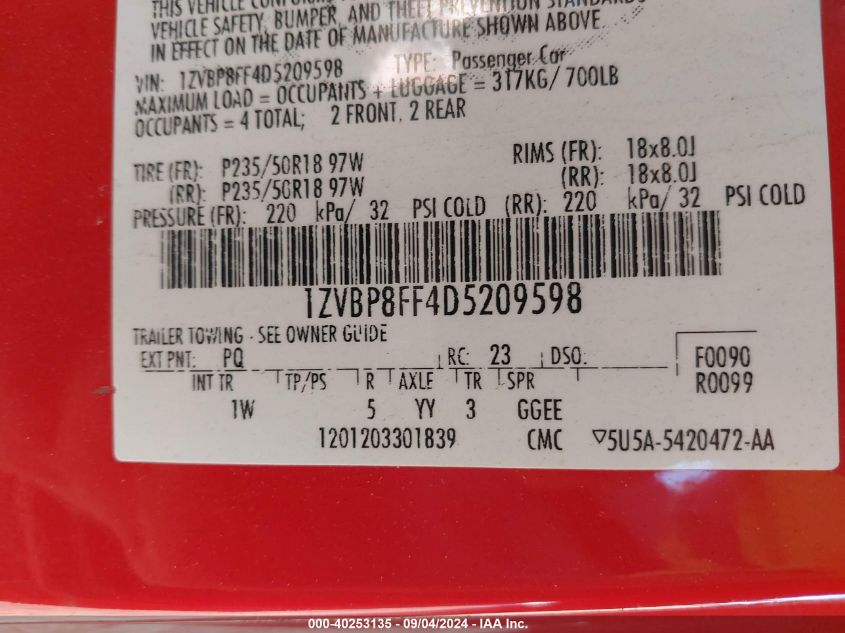 THIS VEHICLE CONFORMS
VEHICLE SAFETY, BUMPER, AND THEFT PREVENTION STANDARDS
IN EFFECT ON THE DATE OF MANUFACTURE SHOWN ABOVE.
VIN: 1ZVBP8FF4D5209598 TYPE: Passenger Car
MAXIMUM LOAD = OCCUPANTS + LUGGAGE = 317KG/ 700LB
OCCUPANTS = 4 TOTAL; 2 FRONT, 2 REAR
TIRE (FR): P235/50R18 97W RIMS (FR): 18x8.0J
(RR): P235/50R18 97W (RR): 18x8.0J
PRESSURE (FR): 220 kPa/ 32 PSI COLD (RR): 220 kPa/ 32 PSI COLD
1ZVBP8FF4D5209598
TRAILER TOWING - SEE OWNER GUIDE
EXT PNT: PQ RC: 23 DSO: F0090
INT TR TP/PS R AXLE TR SPR R0099
1W 5 YY 3 GGEE
1201203301839 CMC ▽5U5A-5420472-AA
000-40253135 - 09/04/2024 - IAA Inc.